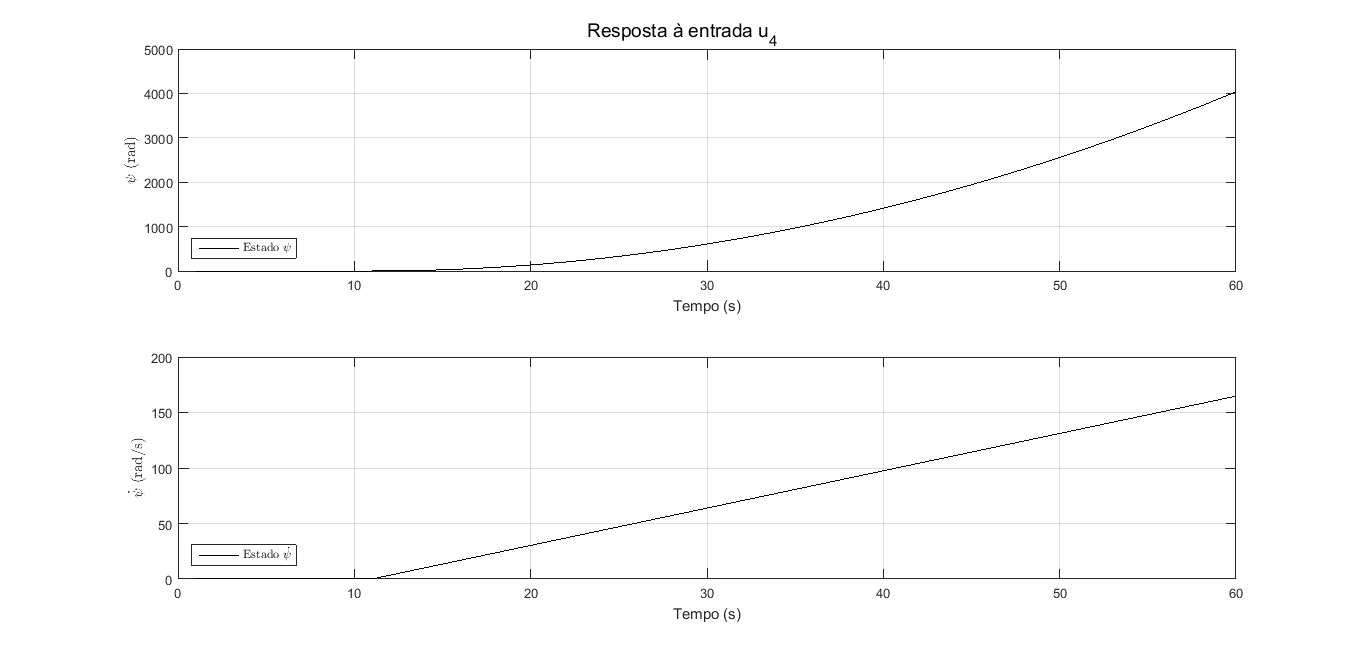 Resposta à entrada u₄
5000
4000
3000
2000
1000
0
ψ (rad)
Estado ψ
0 10 20 30 40 50 60
Tempo (s)
200
150
100
50
0
ψ̇ (rad/s)
Estado ψ̇
0 10 20 30 40 50 60
Tempo (s)